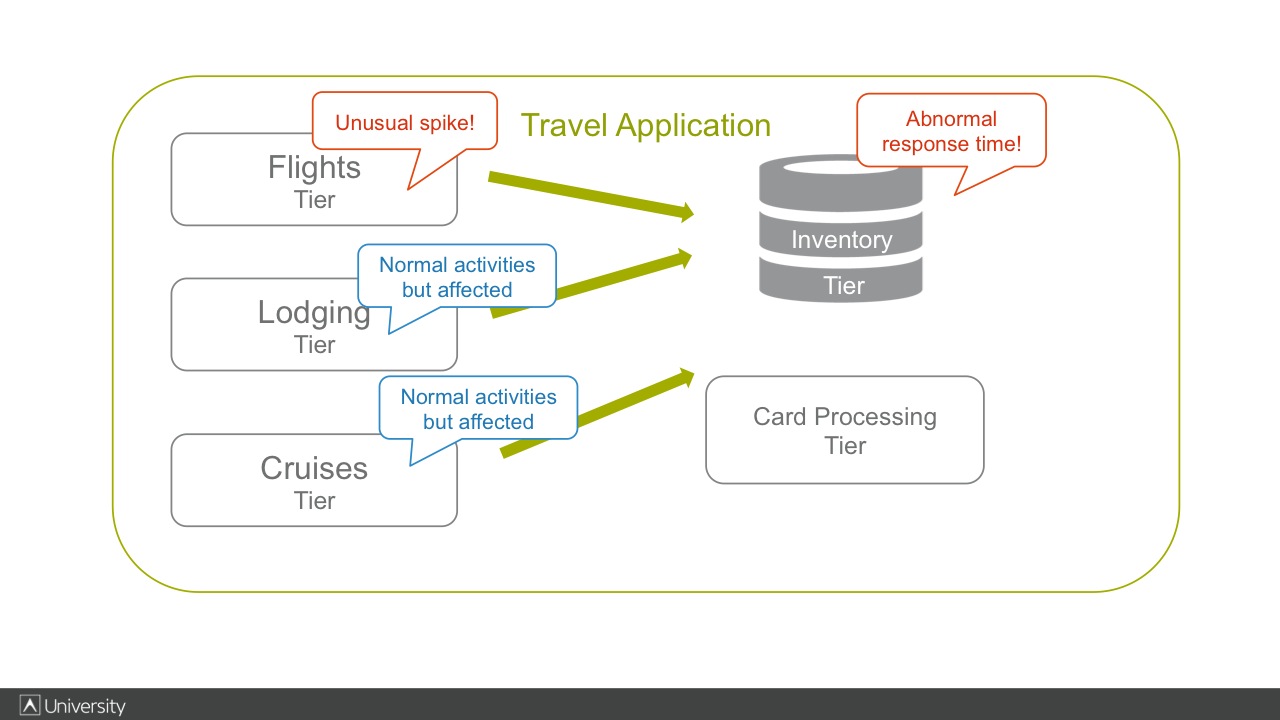 Travel Application
Unusual spike!
Flights
Tier
Abnormal
response time!
Inventory
Tier
Normal activities
but affected
Lodging
Tier
Normal activities
but affected
Cruises
Tier
Card Processing
Tier
University